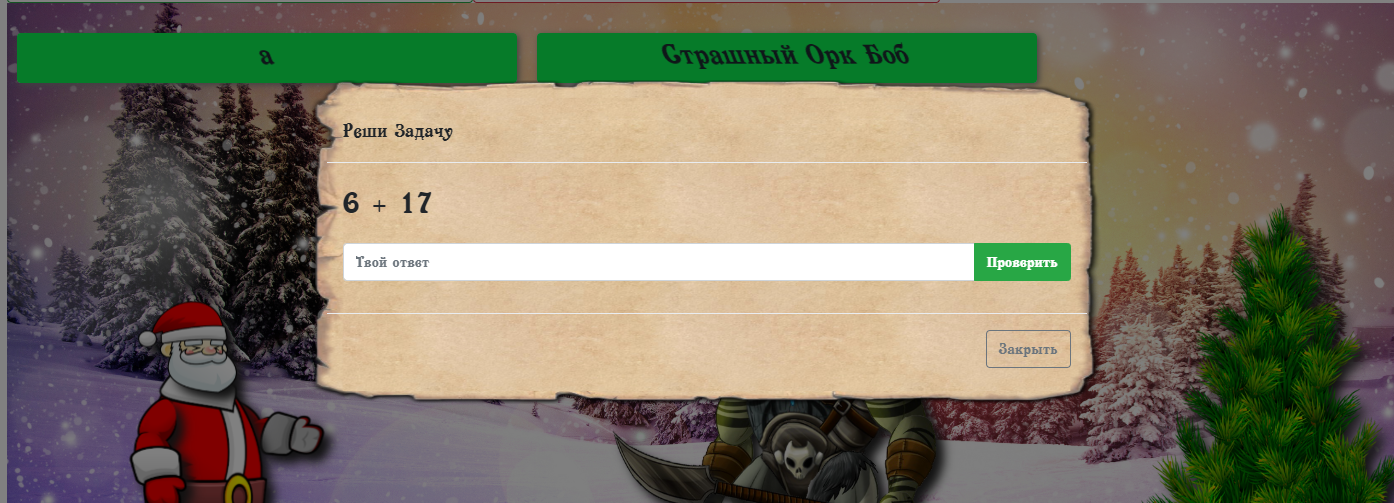 а
Страшный Орк Боб
Реши Задачу
6 + 17
Твой ответ
Проверить
Закрыть